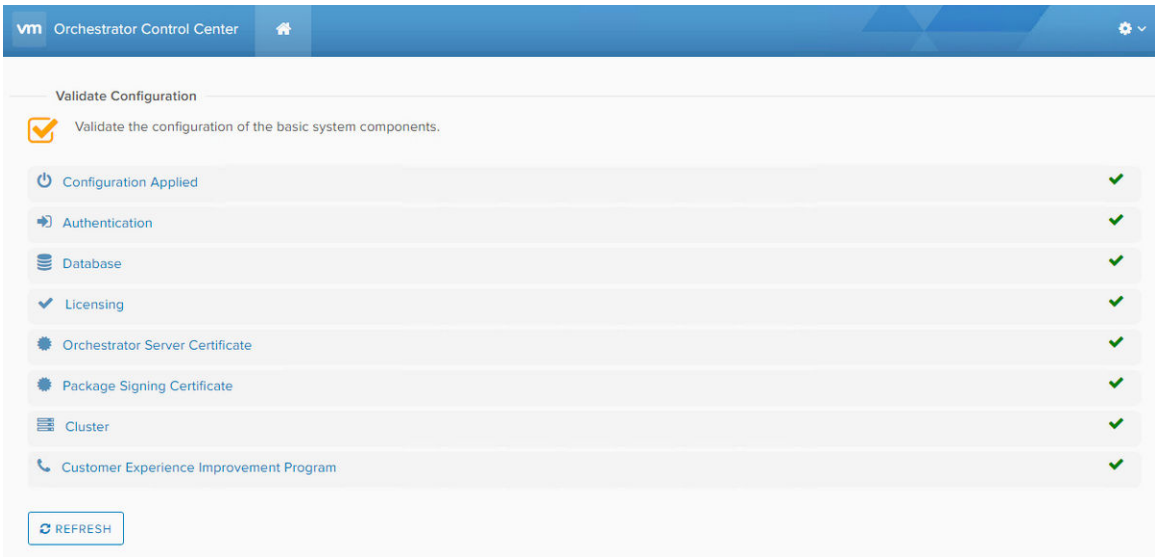 vm Orchestrator Control Center
Validate Configuration
Validate the configuration of the basic system components.
Configuration Applied
Authentication
Database
Licensing
Orchestrator Server Certificate
Package Signing Certificate
Cluster
Customer Experience Improvement Program
REFRESH